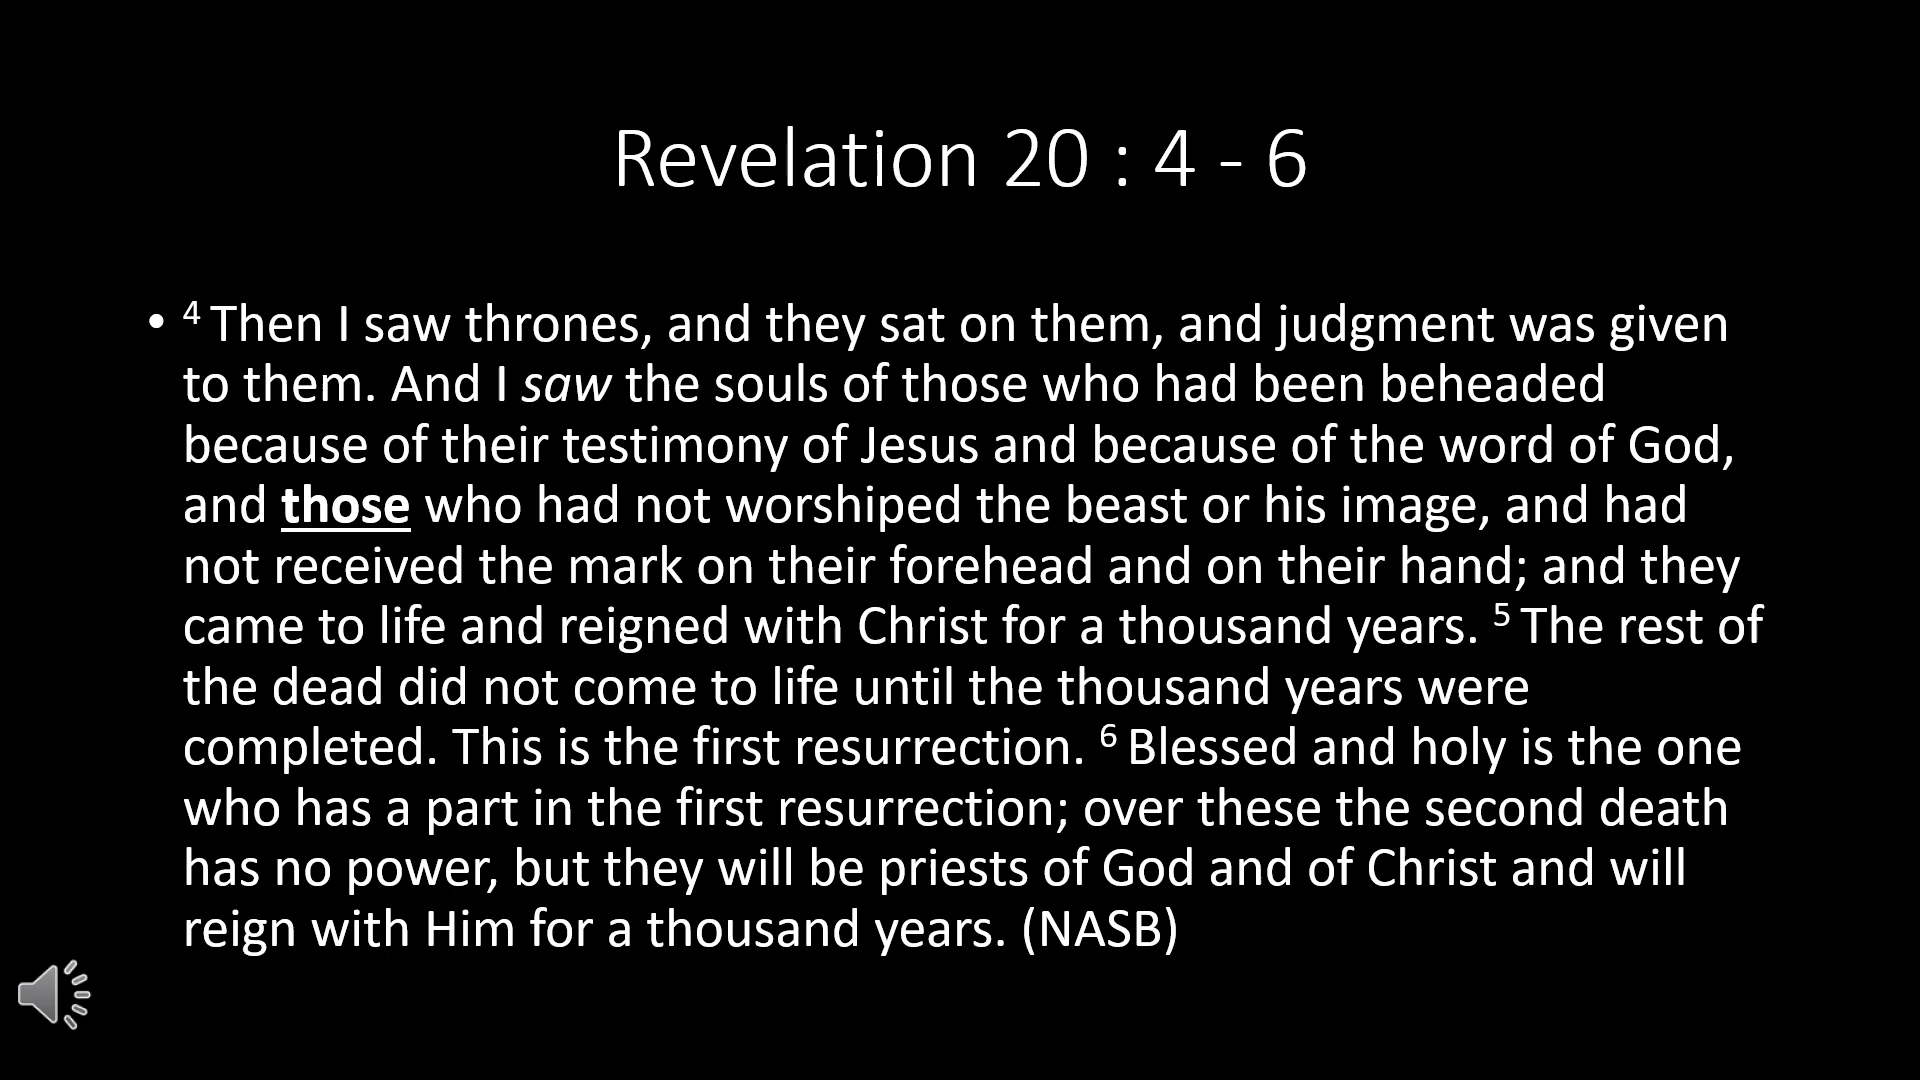 Revelation 20 : 4 - 6
• 4 Then I saw thrones, and they sat on them, and judgment was given
to them. And I saw the souls of those who had been beheaded
because of their testimony of Jesus and because of the word of God,
and those who had not worshiped the beast or his image, and had
not received the mark on their forehead and on their hand; and they
came to life and reigned with Christ for a thousand years. 5 The rest of
the dead did not come to life until the thousand years were
completed. This is the first resurrection. 6 Blessed and holy is the one
who has a part in the first resurrection; over these the second death
has no power, but they will be priests of God and of Christ and will
reign with Him for a thousand years. (NASB)